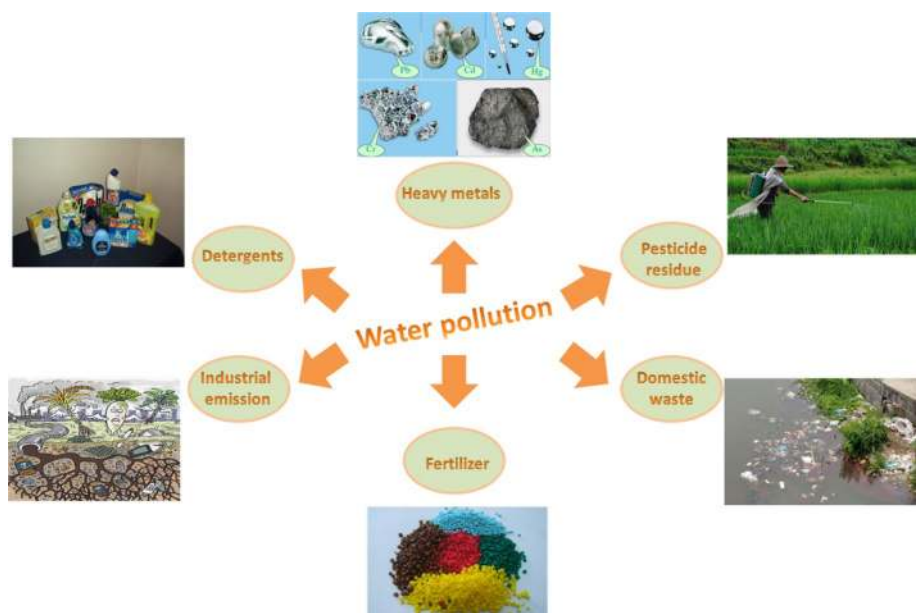 Pb
Cd
Hg
Cr
As
Heavy metals
Detergents
Pesticide
residue
Water pollution
Industrial
emission
Domestic
waste
Fertilizer